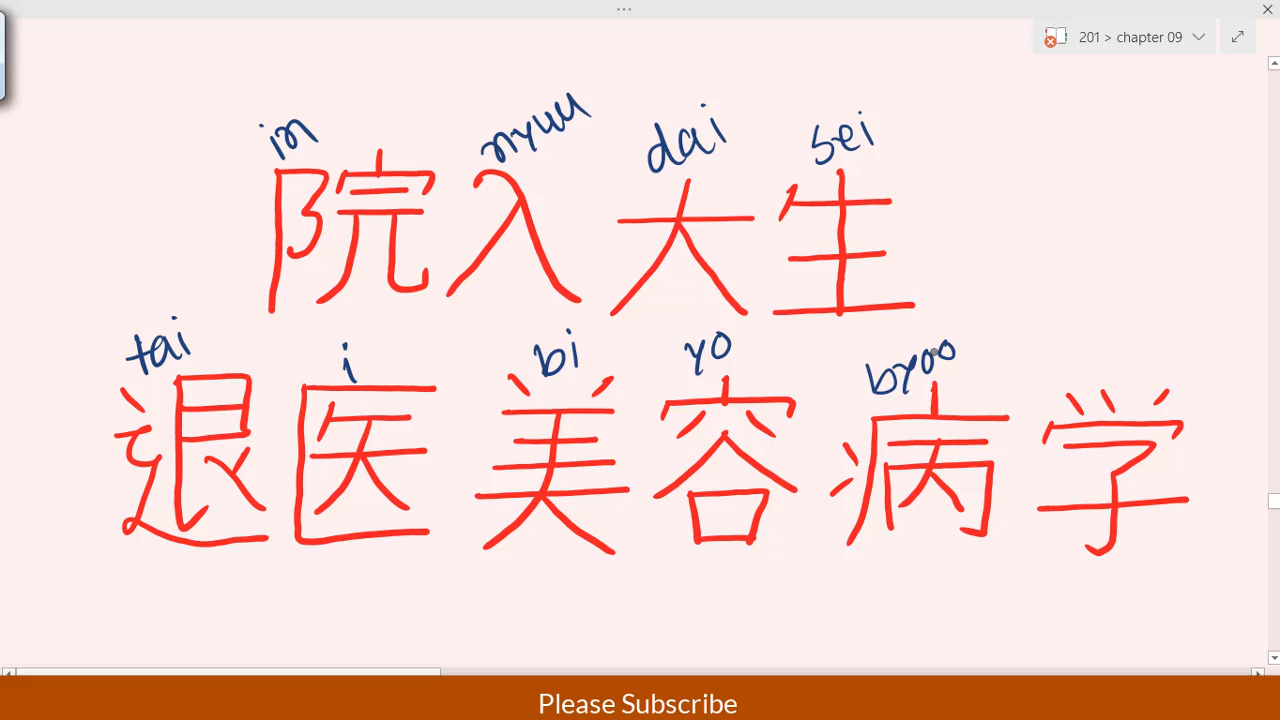 201 > chapter 09
in nyuu dai sei
院入大生
tai i bi yo byoo
退医美容病学
Please Subscribe